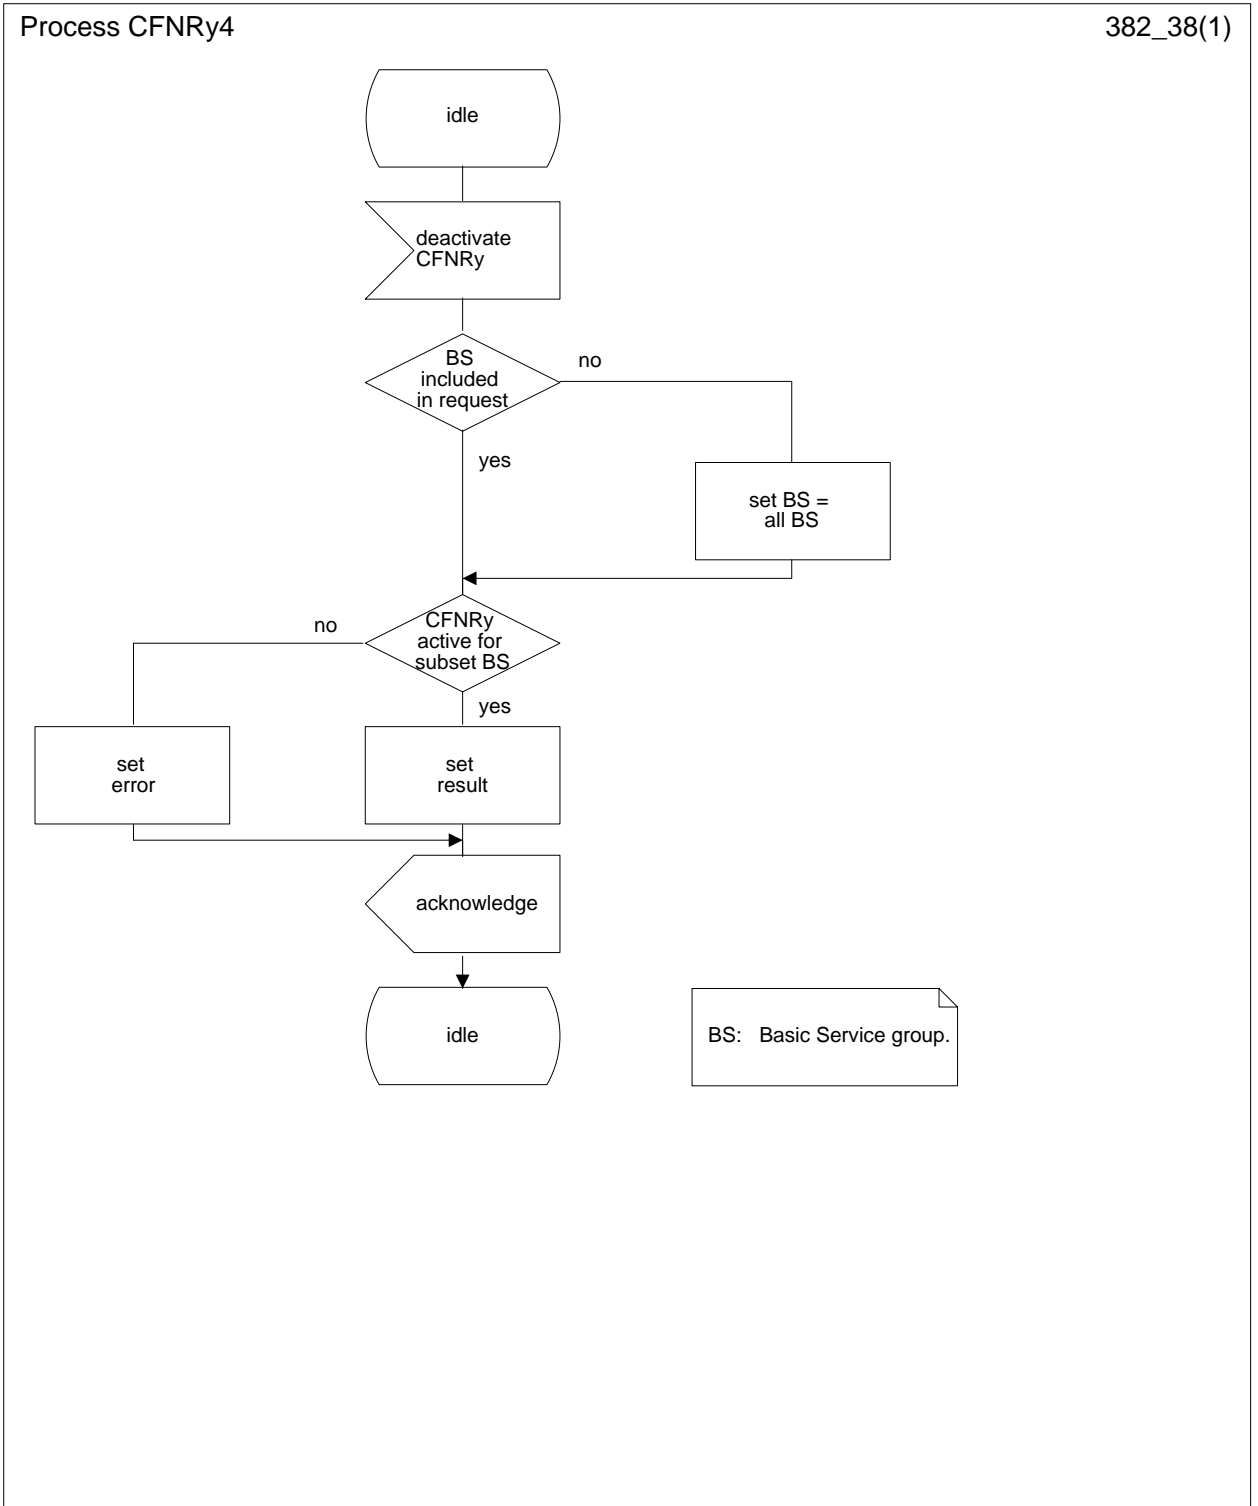 Process CFNRy4
382_38(1)
idle
deactivate
CFNRy
BS
included
in request
no
yes
set BS =
all BS
CFNRy
active for
subset BS
no
yes
set
error
set
result
acknowledge
idle
BS: Basic Service group.